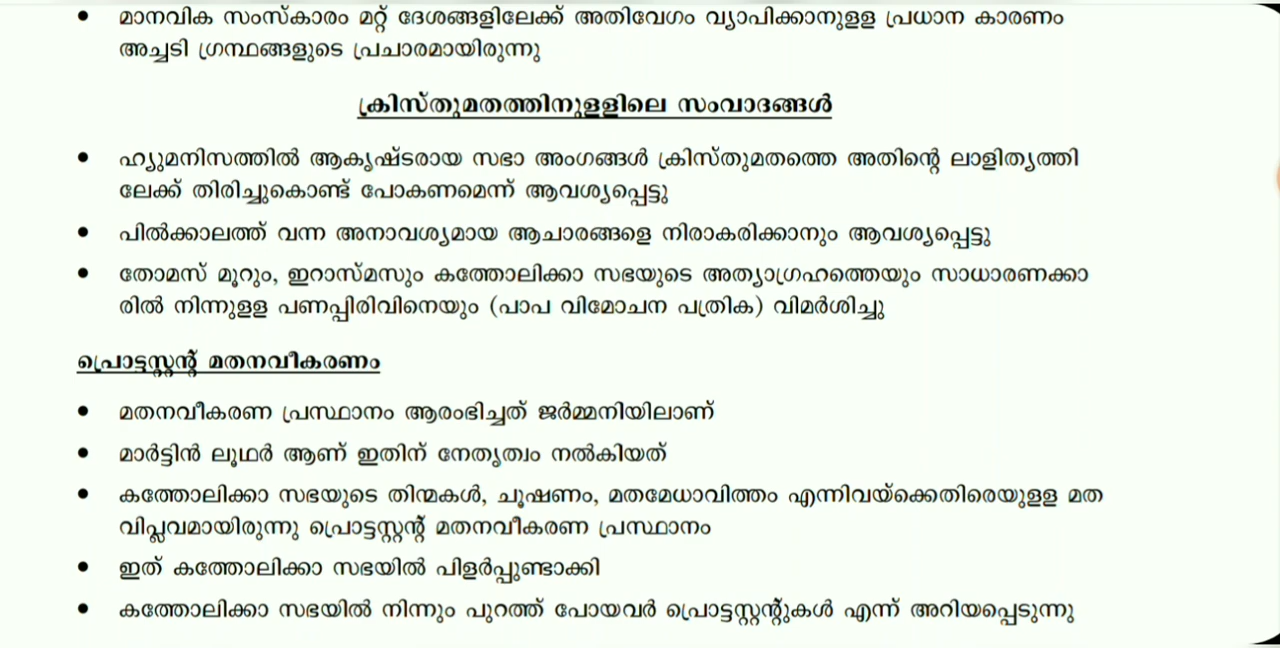 • മാനവിക സംസ്കാരം മറ്റ് ദേശങ്ങളിലേക്ക് അതിവേഗം വ്യാപിക്കാനുളള പ്രധാന കാരണം
അച്ചടി ഗ്രന്ഥങ്ങളുടെ പ്രചാരമായിരുന്നു
ക്രിസ്തുമതത്തിനുളളിലെ സംവാദങ്ങൾ
• ഹ്യുമനിസത്തിൽ ആകൃഷ്ടരായ സഭാ അംഗങ്ങൾ ക്രിസ്തുമതത്തെ അതിന്റെ ലാളിത്യത്തി
ലേക്ക് തിരിച്ചുകൊണ്ട് പോകണമെന്ന് ആവശ്യപ്പെട്ടു
• പിൽക്കാലത്ത് വന്ന അനാവശ്യമായ ആചാരങ്ങളെ നിരാകരിക്കാനും ആവശ്യപ്പെട്ടു
• തോമസ് മൂറും, ഇറാസ്മസും കത്തോലിക്കാ സഭയുടെ അത്യാഗ്രഹത്തെയും സാധാരണക്കാ
രിൽ നിന്നുളള പണപ്പിരിവിനെയും (പാപ വിമോചന പത്രിക) വിമർശിച്ചു
പ്രൊട്ടസ്റ്റന്റ് മതനവീകരണം
• മതനവീകരണ പ്രസ്ഥാനം ആരംഭിച്ചത് ജർമ്മനിയിലാണ്
• മാർട്ടിൻ ലൂഥർ ആണ് ഇതിന് നേതൃത്വം നൽകിയത്
• കത്തോലിക്കാ സഭയുടെ തിന്മകൾ, ചൂഷണം, മതമേധാവിത്തം എന്നിവയ്ക്കെതിരെയുളള മത
വിപ്ലവമായിരുന്നു പ്രൊട്ടസ്റ്റന്റ് മതനവീകരണ പ്രസ്ഥാനം
• ഇത് കത്തോലിക്കാ സഭയിൽ പിളർപ്പുണ്ടാക്കി
• കത്തോലിക്കാ സഭയിൽ നിന്നും പുറത്ത് പോയവർ പ്രൊട്ടസ്റ്റന്റുകൾ എന്ന് അറിയപ്പെടുന്നു